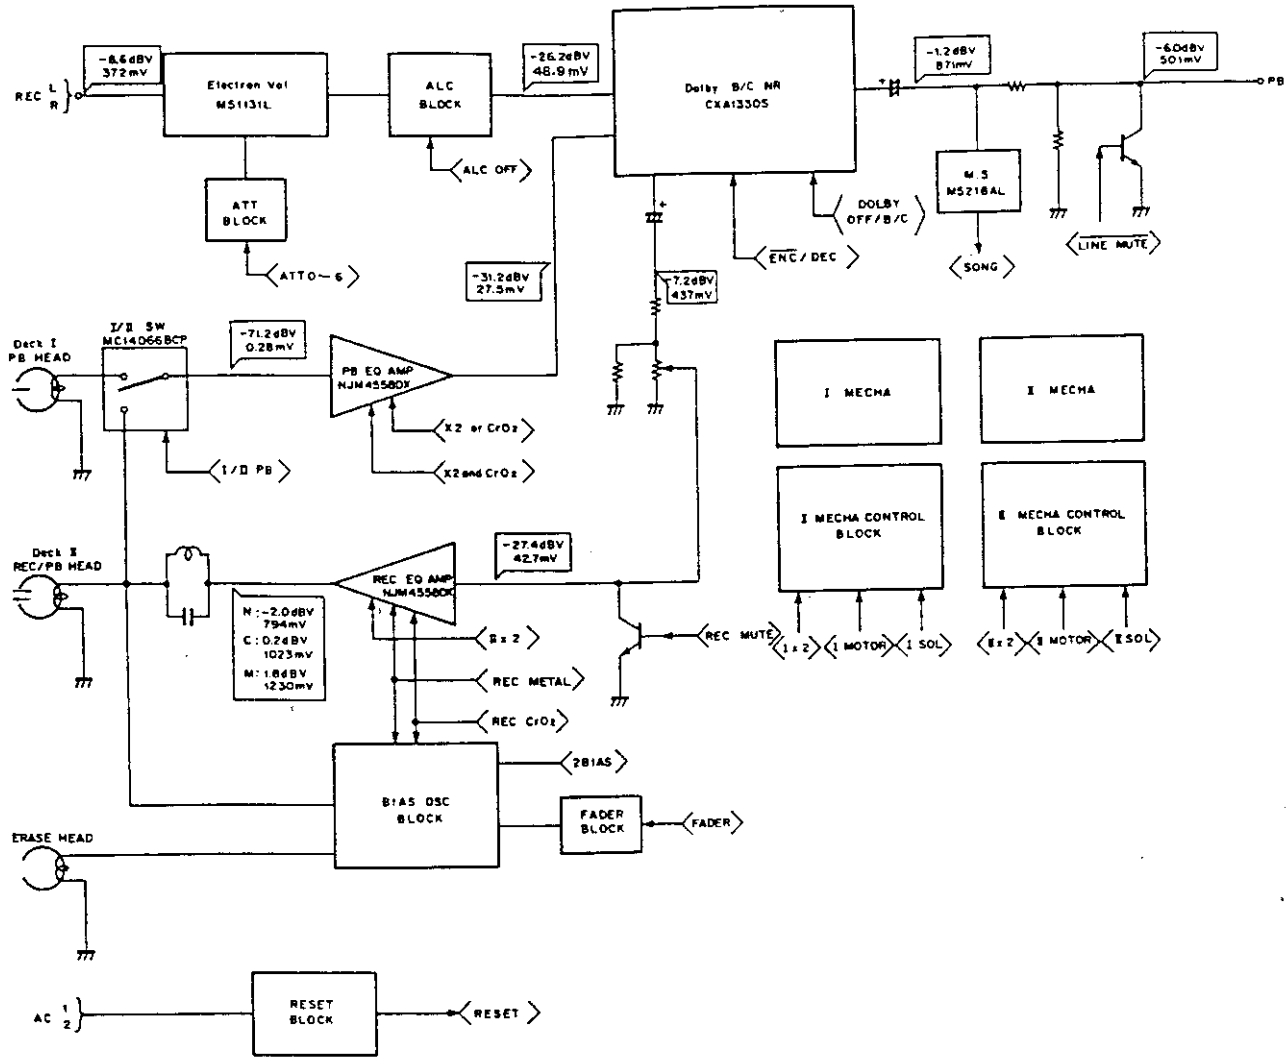 REC L
R
-8.6dBV
372mV
Electron Vol
M51131L
ALC
BLOCK
-26.2dBV
48.9mV
Dolby B/C NR
CXA1330S
-1.2dBV
871mV
-6.0dBV
501mV
PB
ATT
BLOCK
ALC OFF
M.S
M5218AL
DOLBY
OFF/B/C
ENC/DEC
LINE MUTE
SONG
ATT0~6
-31.2dBV
27.5mV
-7.2dBV
437mV
I/II SW
MC14066BCP
-71.2dBV
0.28mV
Deck I
PB HEAD
PB EQ AMP
NJM4558DX
I MECHA
II MECHA
X2 or CrO2
X2 and CrO2
I/II PB
I MECHA CONTROL
BLOCK
II MECHA CONTROL
BLOCK
Deck II
REC/PB HEAD
REC EQ AMP
NJM4558DX
-27.4dBV
42.7mV
N:-2.0dBV
794mV
C:0.2dBV
1023mV
M:1.8dBV
1230mV
II x 2
REC MUTE
I x 2
I MOTOR
I SOL
II x 2
II MOTOR
II SOL
REC METAL
REC CrO2
BIAS OSC
BLOCK
2BIAS
FADER
BLOCK
FADER
ERASE HEAD
AC 1
2
RESET
BLOCK
RESET